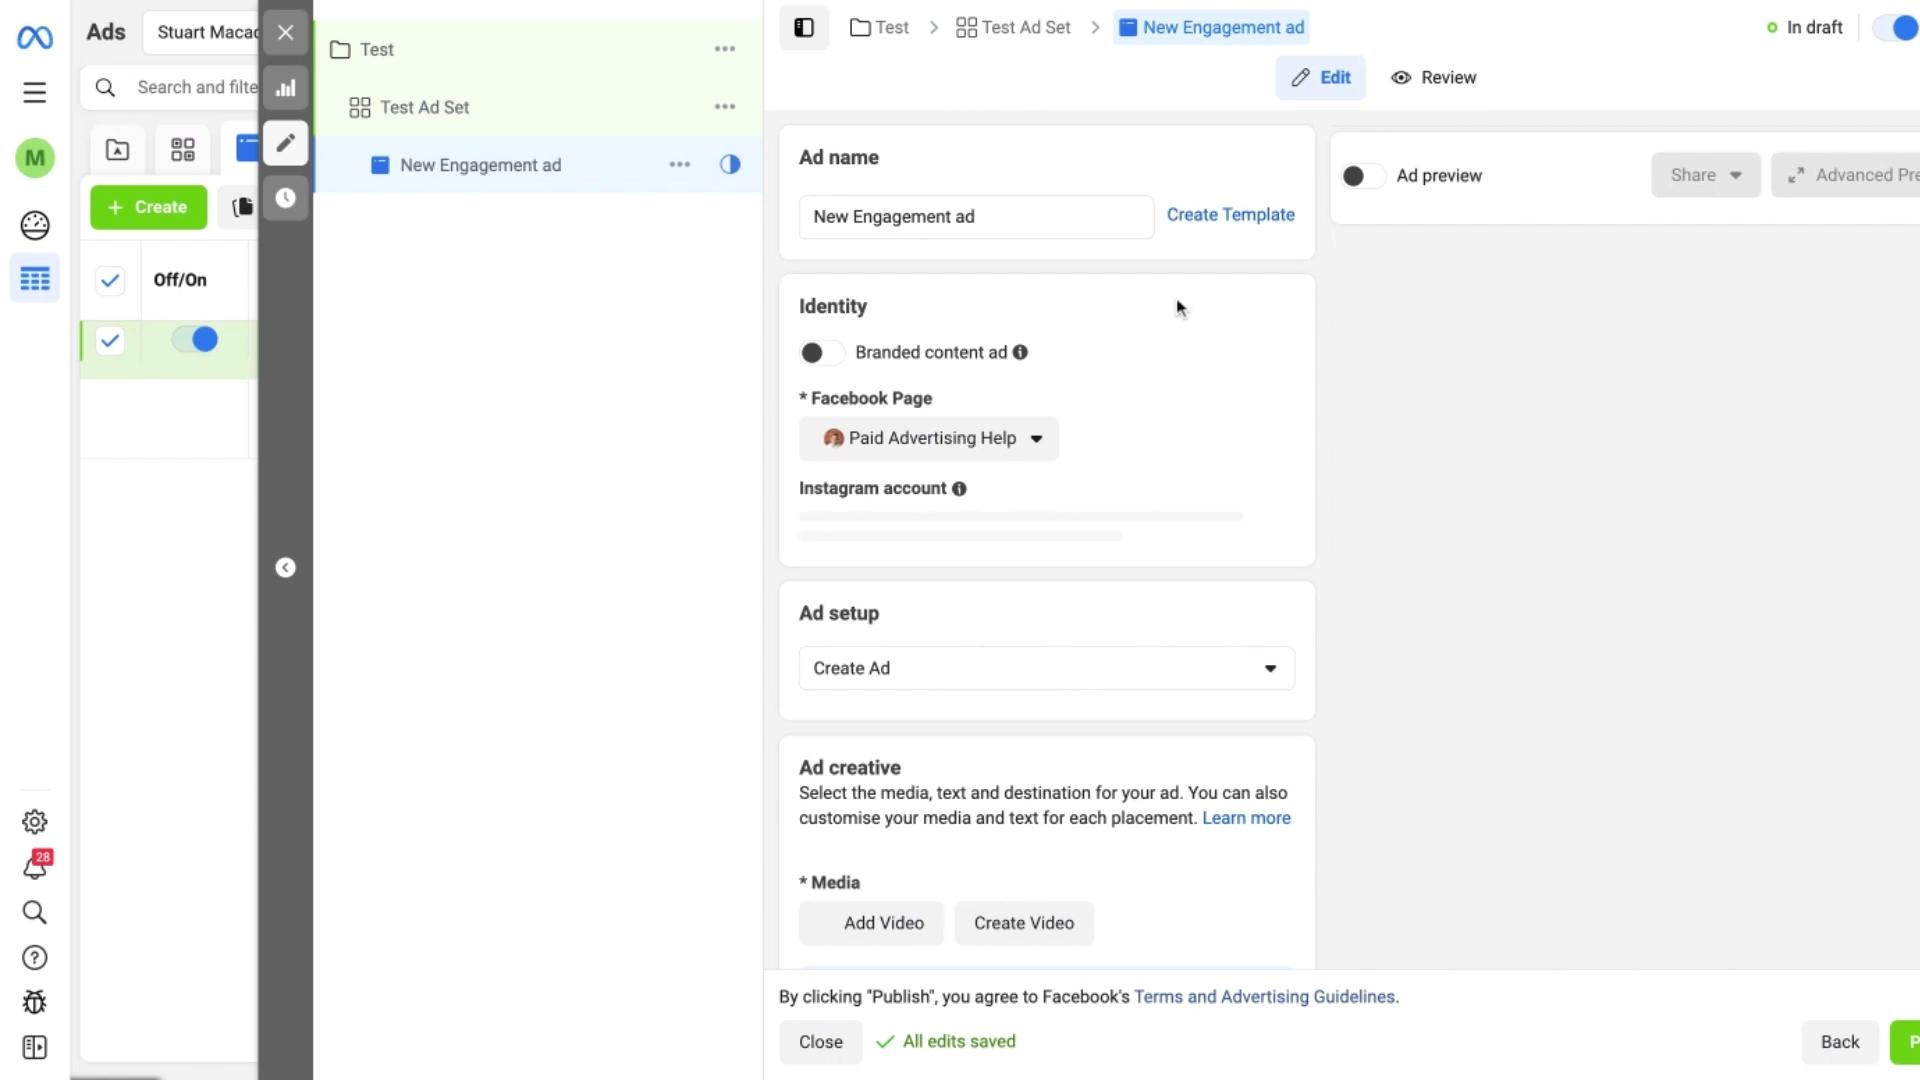 Ads
Stuart Macad
Search and filte
M
Create
Off/On
28
Test
Test Ad Set
New Engagement ad
Test
Test Ad Set
New Engagement ad
In draft
Edit
Review
Ad name
New Engagement ad
Create Template
Ad preview
Share
Advanced Pre
Identity
Branded content ad
* Facebook Page
Paid Advertising Help
Instagram account
Ad setup
Create Ad
Ad creative
Select the media, text and destination for your ad. You can also
customise your media and text for each placement. Learn more
* Media
Add Video
Create Video
By clicking "Publish", you agree to Facebook's Terms and Advertising Guidelines.
Close
All edits saved
Back
P